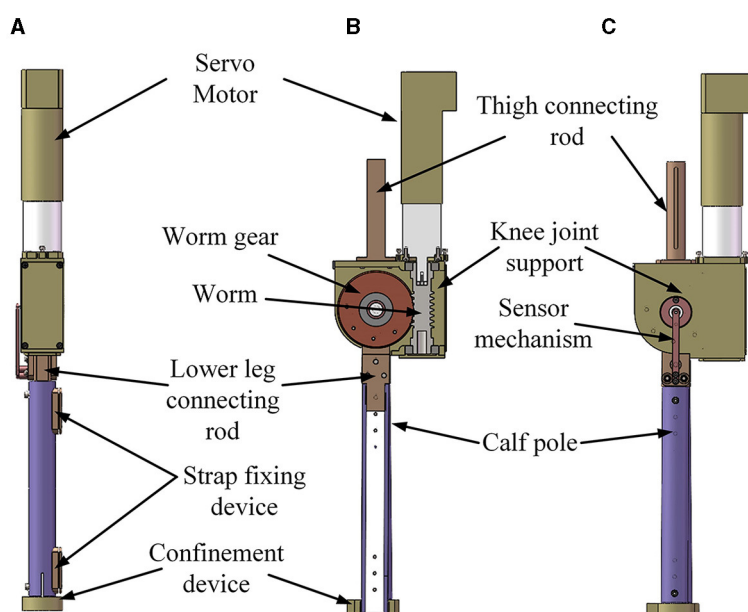 A
B
C
Servo
Motor
Thigh connecting
rod
Worm gear
Knee joint
support
Worm
Sensor
mechanism
Lower leg
connecting
rod
Calf pole
Strap fixing
device
Confinement
device